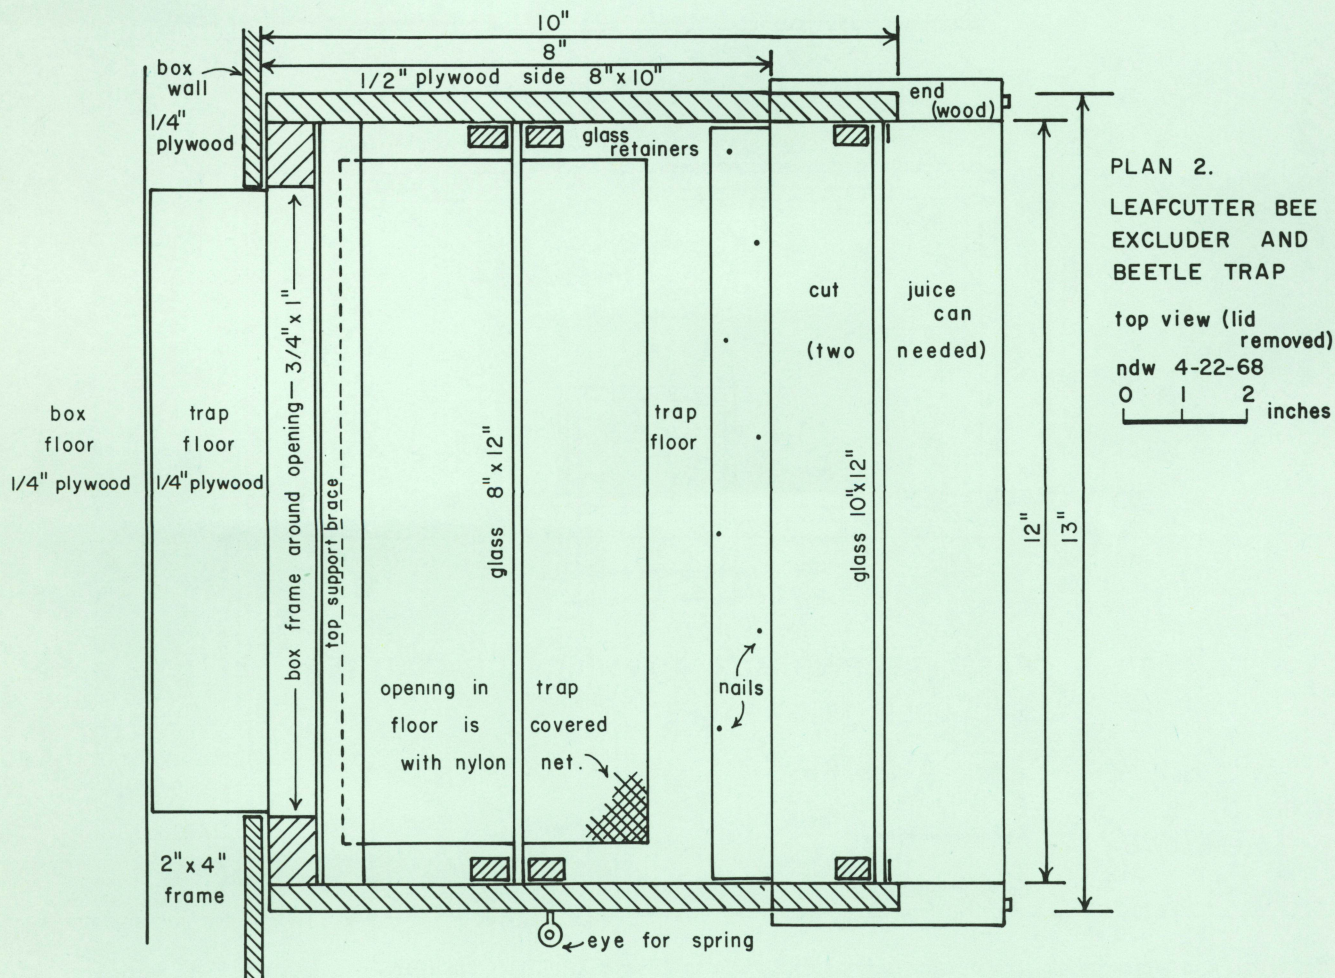 10"
8"
1/2" plywood side 8"x10"
box
wall
1/4"
plywood
end
(wood)
glass
retainers
PLAN 2.
LEAFCUTTER BEE
EXCLUDER AND
BEETLE TRAP
top view (lid
removed)
ndw 4-22-68
0 1 2 inches
cut juice
can
(two needed)
box
floor
1/4" plywood
trap
floor
1/4" plywood
box frame around opening—3/4"x1"
top support brace
glass 8"x12"
trap
floor
glass 10"x12"
12"
13"
opening in trap
floor is covered
with nylon net.
nails
2"x4"
frame
eye for spring